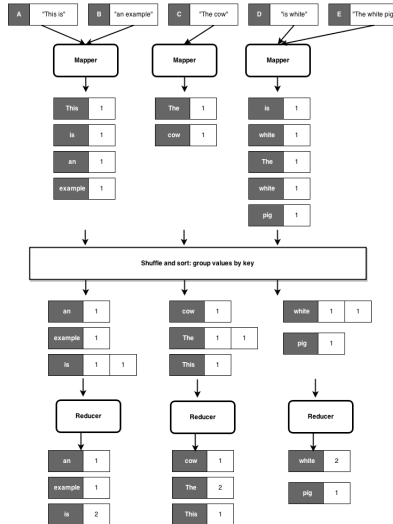 A "This is" B "an example" C "The cow" D "is white" E "The white pig
Mapper Mapper Mapper
This 1 The 1 is 1
is 1 cow 1 white 1
an 1 The 1
example 1 white 1
pig 1
Shuffle and sort: group values by key
an 1 cow 1 white 1 1
example 1 The 1 1 pig 1
is 1 1 This 1
Reducer Reducer Reducer
an 1 cow 1 white 2
example 1 The 2 pig 1
is 2 This 1